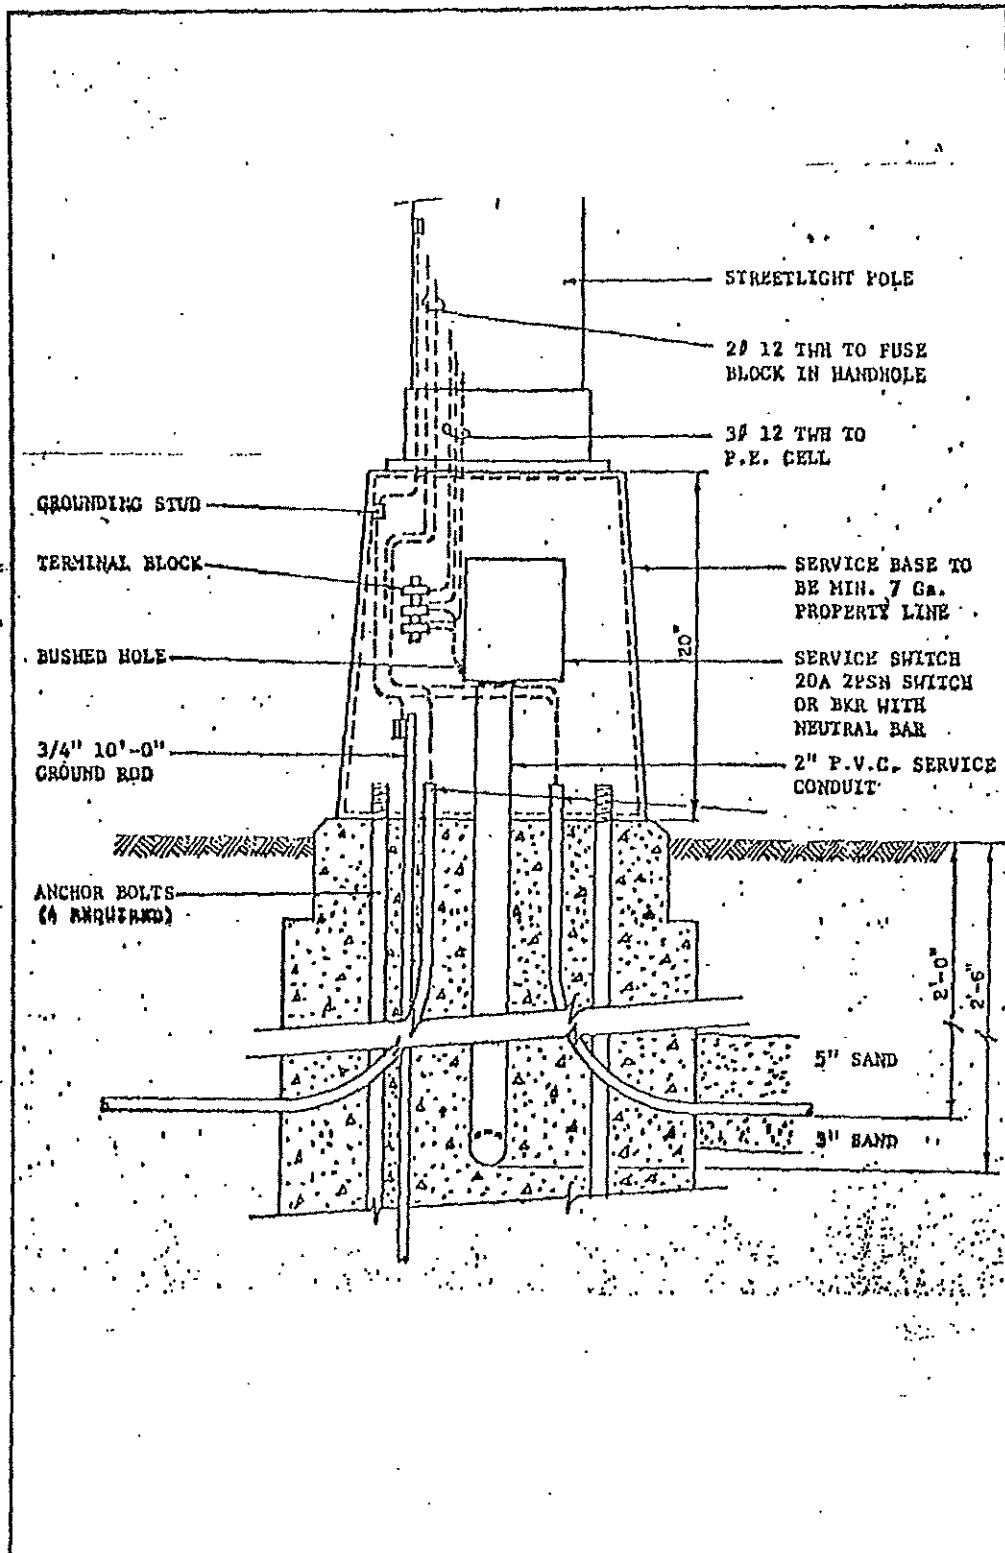 STREETLIGHT POLE
2# 12 TWH TO FUSE
BLOCK IN HANDHOLE
3# 12 TWH TO
P.E. CELL
GROUNDING STUD
TERMINAL BLOCK
SERVICE BASE TO
BE MIN. 7 Ga.
PROPERTY LINE
20"
BUSHED HOLE
SERVICE SWITCH
20A 2PSN SWITCH
OR BKR WITH
NEUTRAL BAR
3/4" 10'-0"
GROUND ROD
2" P.V.C. SERVICE
CONDUIT
ANCHOR BOLTS
(4 REQUIRED)
2'-0"
2'-6"
5" SAND
3" SAND